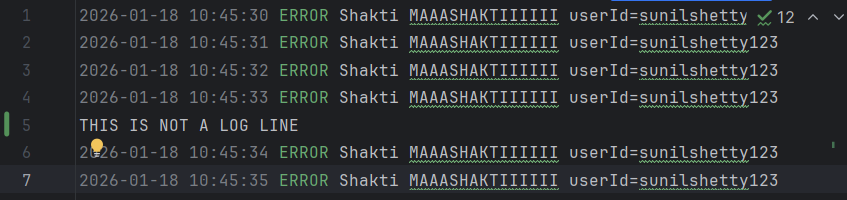 1 2026-01-18 10:45:30 ERROR Shakti MAAASHAKTIIIIII userId=sunilshetty 12
2 2026-01-18 10:45:31 ERROR Shakti MAAASHAKTIIIIII userId=sunilshetty123
3 2026-01-18 10:45:32 ERROR Shakti MAAASHAKTIIIIII userId=sunilshetty123
4 2026-01-18 10:45:33 ERROR Shakti MAAASHAKTIIIIII userId=sunilshetty123
5 THIS IS NOT A LOG LINE
6 2026-01-18 10:45:34 ERROR Shakti MAAASHAKTIIIIII userId=sunilshetty123
7 2026-01-18 10:45:35 ERROR Shakti MAAASHAKTIIIIII userId=sunilshetty123